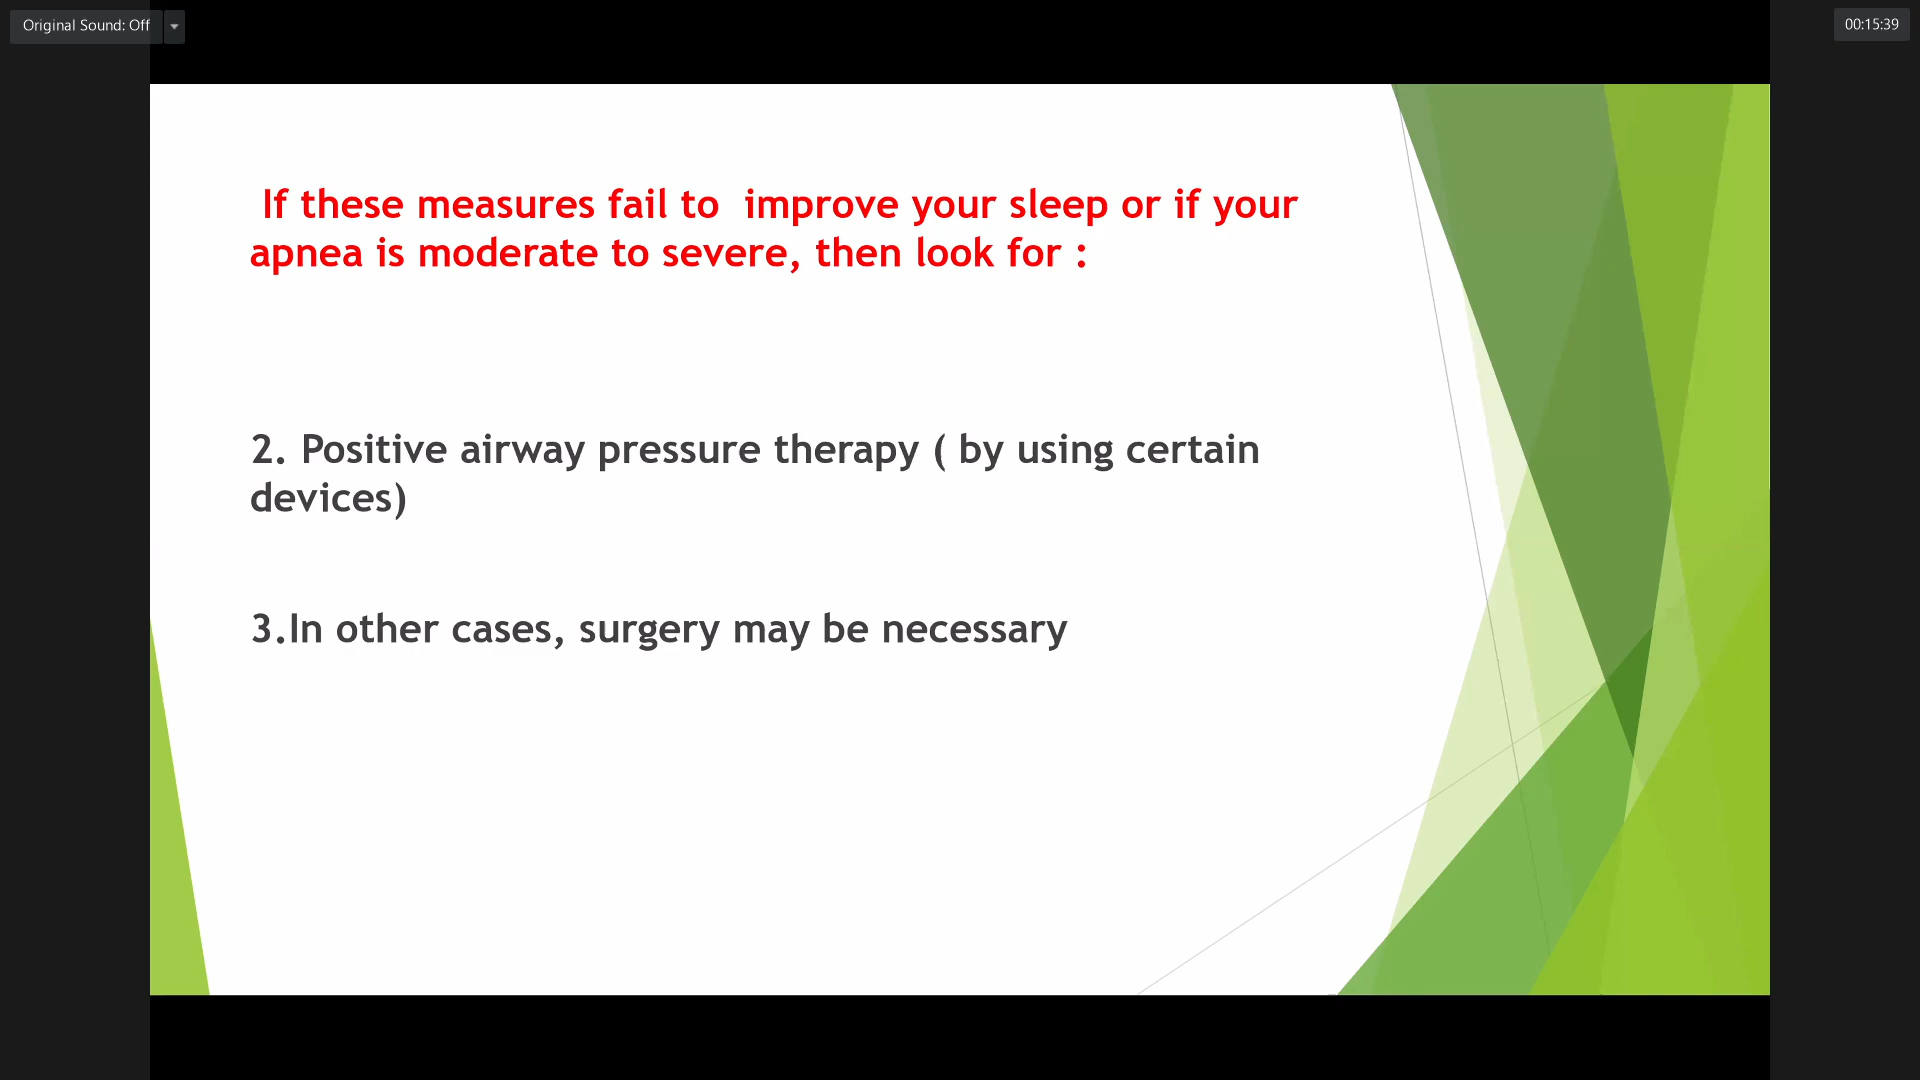 Original Sound: Off
00:15:39
If these measures fail to improve your sleep or if your
apnea is moderate to severe, then look for :
2. Positive airway pressure therapy ( by using certain
devices)
3.In other cases, surgery may be necessary